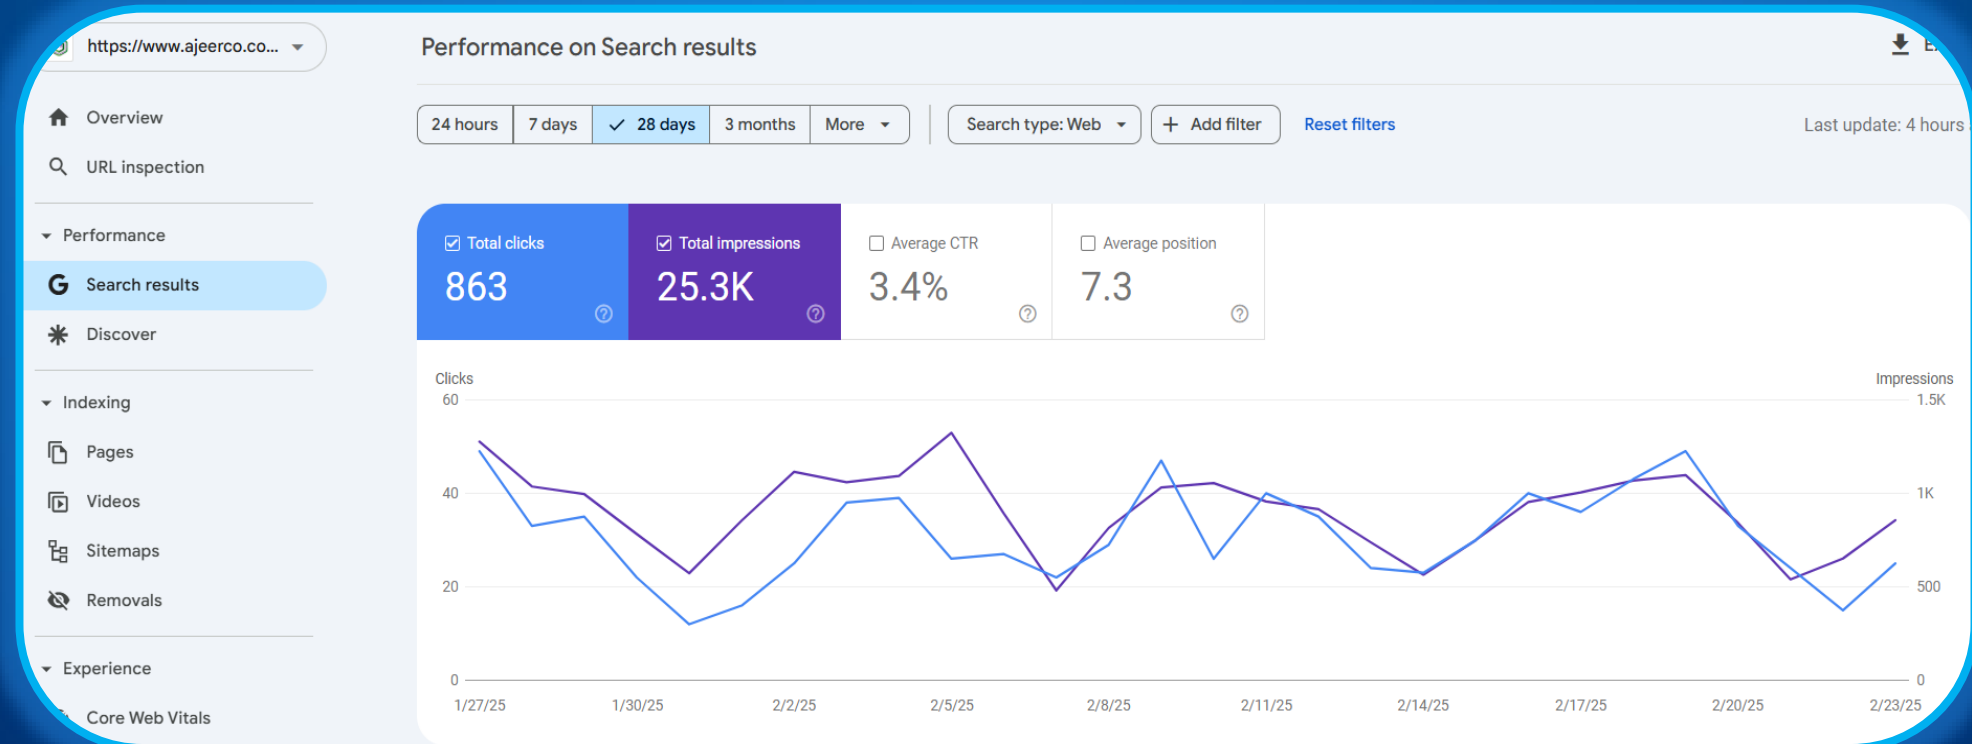 https://www.ajeerco.co...
Performance on Search results
Overview
URL inspection
Performance
Search results
Discover
Indexing
Pages
Videos
Sitemaps
Removals
Experience
Core Web Vitals
24 hours
7 days
28 days
3 months
More
Search type: Web
+ Add filter
Reset filters
Last update: 4 hours
Total clicks
863
Total impressions
25.3K
Average CTR
3.4%
Average position
7.3
Clicks
60
40
20
0
Impressions
1.5K
1K
500
0
1/27/25
1/30/25
2/2/25
2/5/25
2/8/25
2/11/25
2/14/25
2/17/25
2/20/25
2/23/25